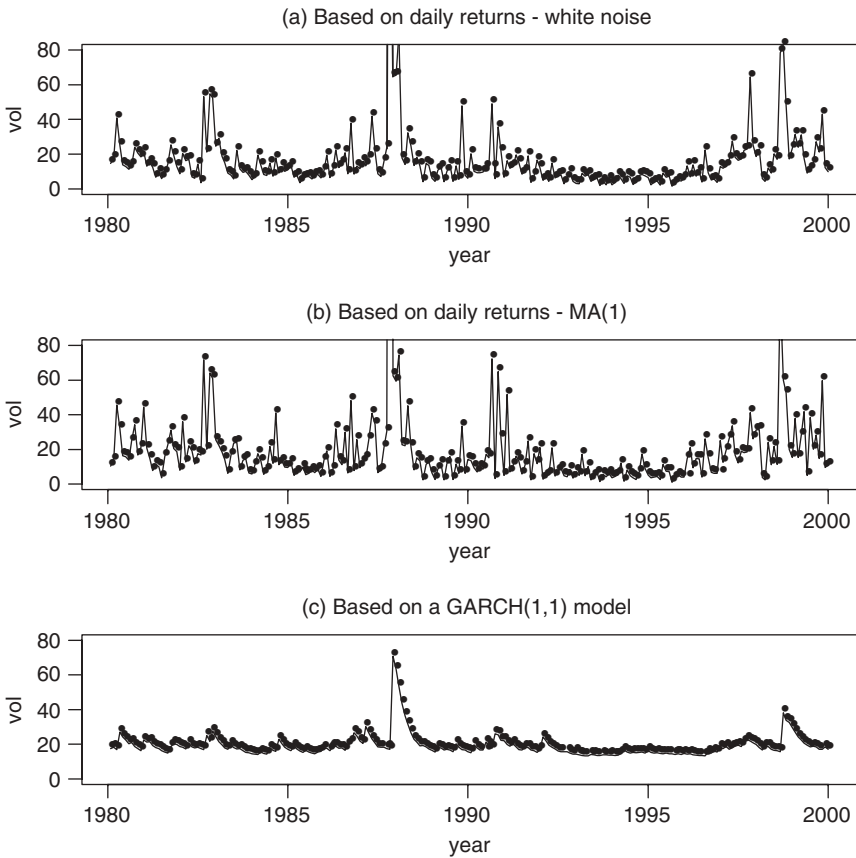 (a) Based on daily returns - white noise
80
60
40
20
0
vol
1980 1985 1990 1995 2000
year
(b) Based on daily returns - MA(1)
80
60
40
20
0
vol
1980 1985 1990 1995 2000
year
(c) Based on a GARCH(1,1) model
80
60
40
20
0
vol
1980 1985 1990 1995 2000
year